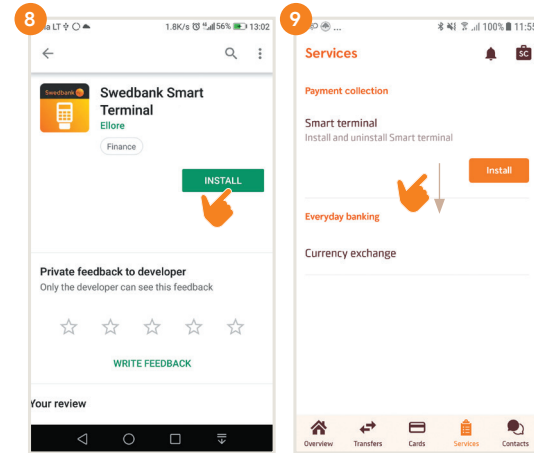 8
LT 1.8K/s 56% 13:02
Swedbank
Swedbank Smart
Terminal
Ellore
Finance
INSTALL
Private feedback to developer
Only the developer can see this feedback
WRITE FEEDBACK
Your review
9
... 100% 11:55
Services
SC
Payment collection
Smart terminal
Install and uninstall Smart terminal
Install
Everyday banking
Currency exchange
Overview Transfers Cards Services Contacts